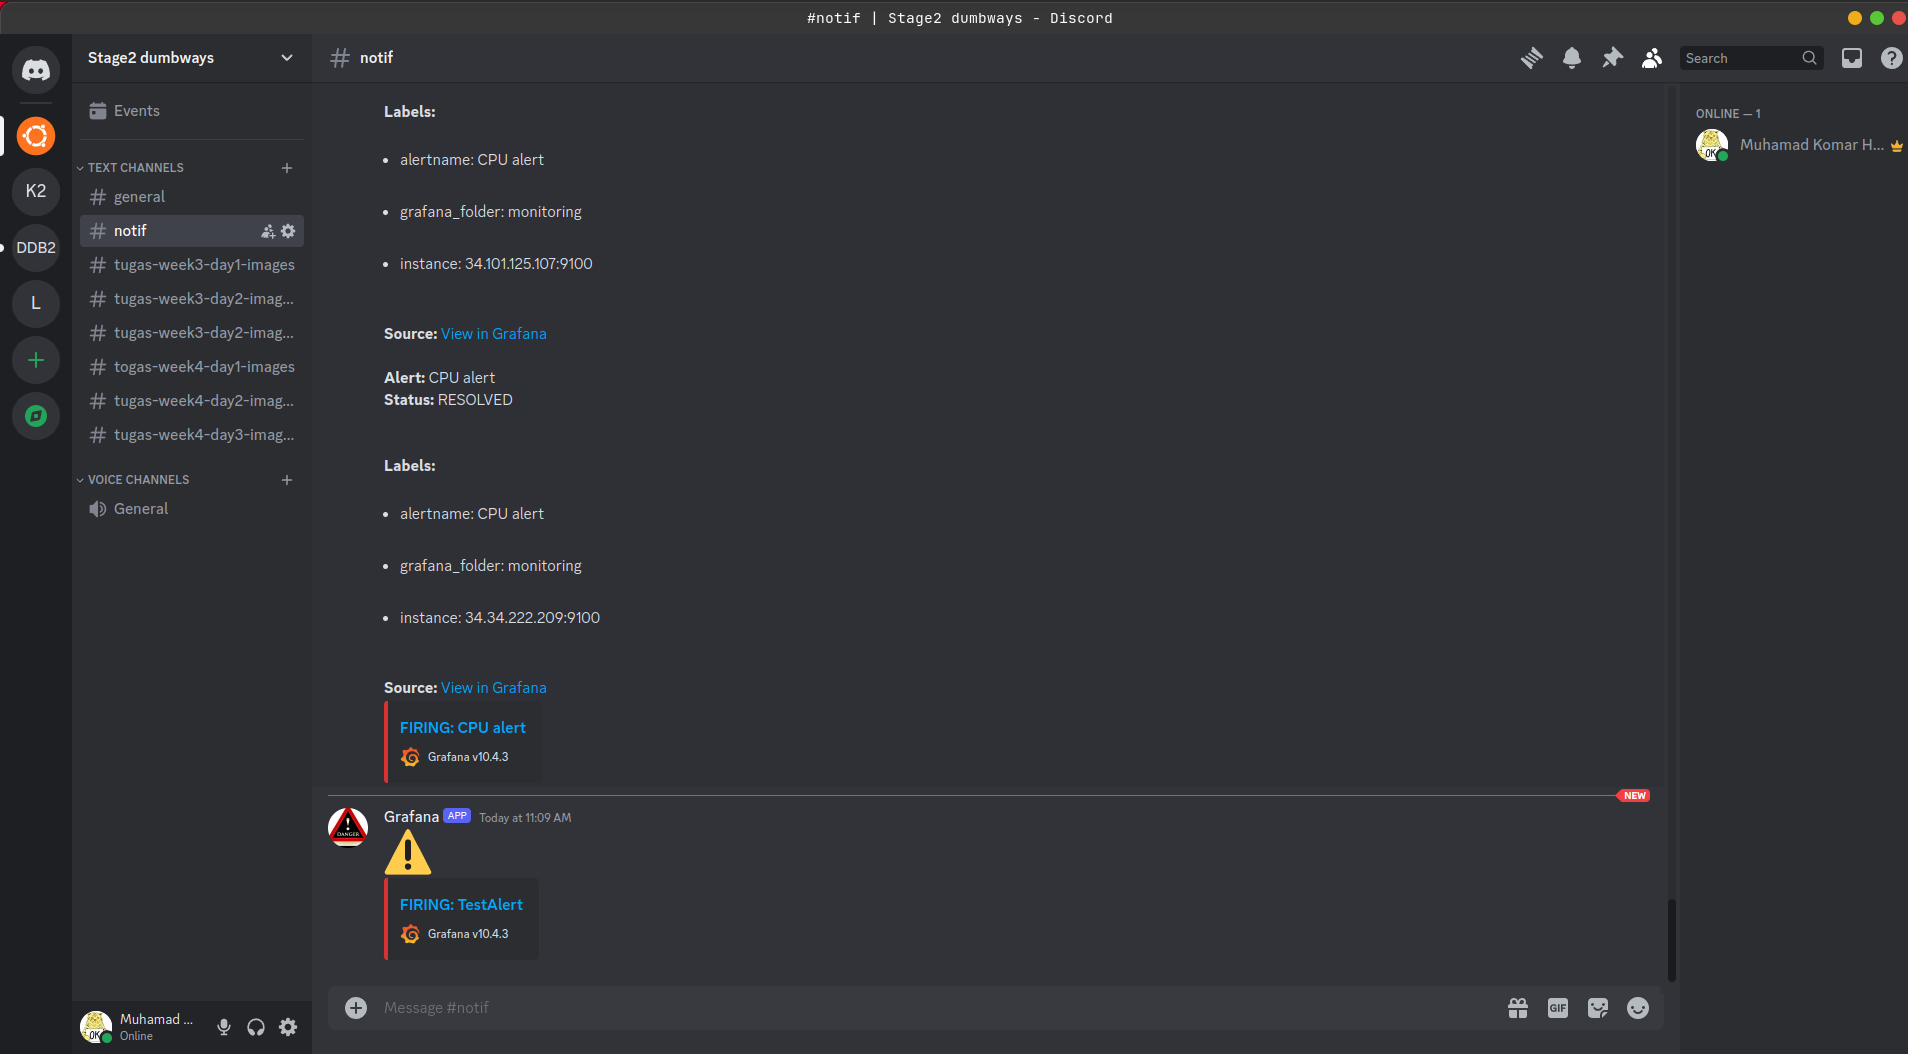 #notif | Stage2 dumbways - Discord
Stage2 dumbways
Events
TEXT CHANNELS
general
notif
tugas-week3-day1-images
tugas-week3-day2-imag...
tugas-week3-day2-imag...
togas-week4-day1-images
tugas-week4-day2-imag...
tugas-week4-day3-imag...
VOICE CHANNELS
General
K2
DDB2
L
Muhamad ...
Online
# notif
Search
Labels:
• alertname: CPU alert
• grafana_folder: monitoring
• instance: 34.101.125.107:9100
Source: View in Grafana
Alert: CPU alert
Status: RESOLVED
Labels:
• alertname: CPU alert
• grafana_folder: monitoring
• instance: 34.34.222.209:9100
Source: View in Grafana
FIRING: CPU alert
Grafana v10.4.3
NEW
DANGER
Grafana APP Today at 11:09 AM
FIRING: TestAlert
Grafana v10.4.3
Message #notif
GIF
ONLINE — 1
Muhamad Komar H...
OK
OK